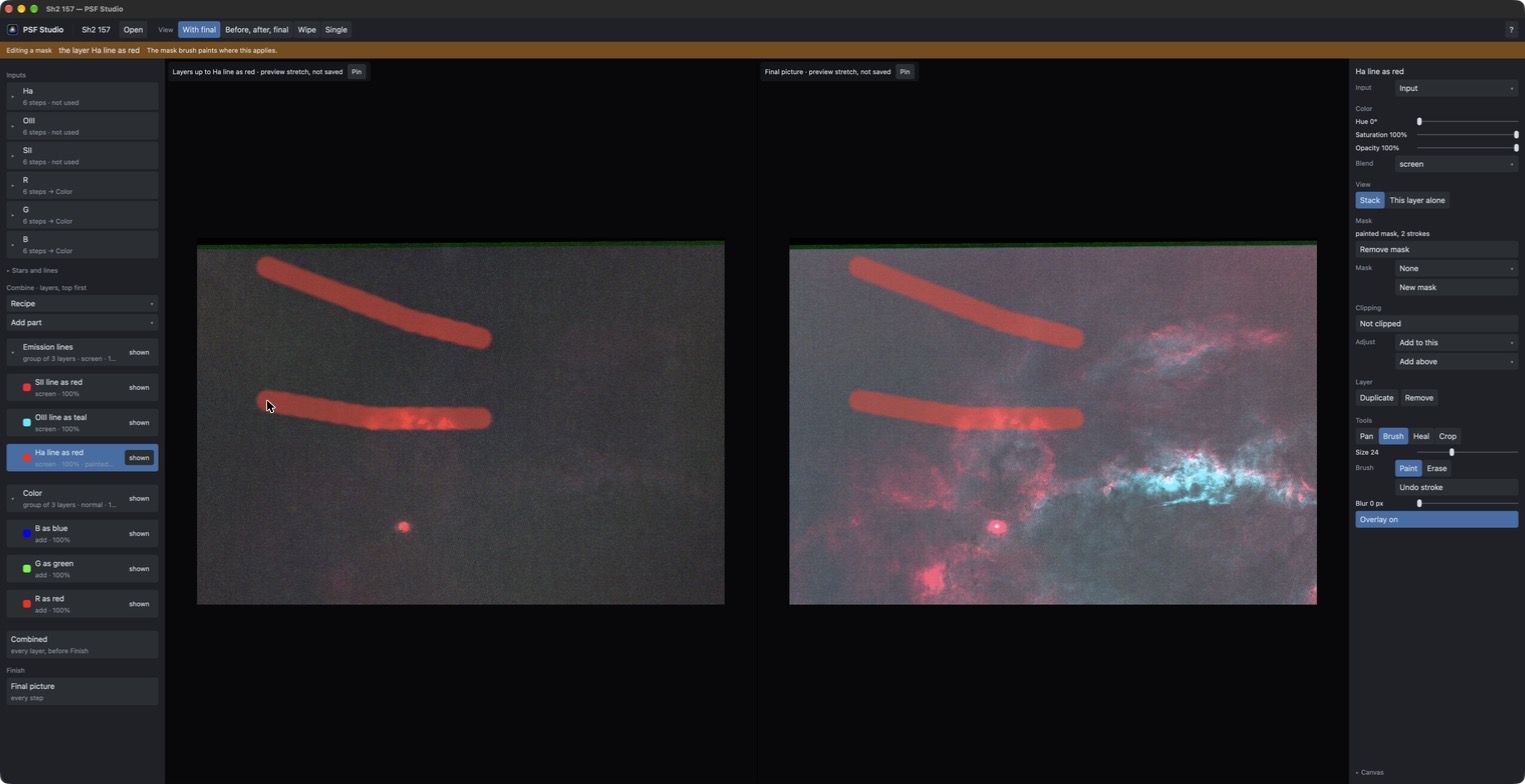 Sh2 157 — PSF Studio
PSF Studio
Sh2 157
Open
View
With final
Before, after, final
Wipe
Single
?
Editing a mask
the layer Ha line as red
The mask brush paints where this applies.
Inputs
Ha
6 steps · not used
OIII
6 steps · not used
SII
6 steps · not used
R
6 steps → Color
G
6 steps → Color
B
6 steps → Color
Stars and lines
Combine · layers, top first
Recipe
Add part
Emission lines
group of 3 layers · screen · 1...
shown
SII line as red
screen · 100%
shown
OIII line as teal
screen · 100%
shown
Ha line as red
screen · 100% · painted...
shown
Color
group of 3 layers · normal · 1...
shown
B as blue
add · 100%
shown
G as green
add · 100%
shown
R as red
add · 100%
shown
Combined
every layer, before Finish
Finish
Final picture
every step
Layers up to Ha line as red · preview stretch, not saved
Pin
Final picture · preview stretch, not saved
Pin
Ha line as red
Input
Input
Color
Hue 0°
Saturation 100%
Opacity 100%
Blend
screen
View
Stack
This layer alone
Mask
painted mask, 2 strokes
Remove mask
Mask
None
New mask
Clipping
Not clipped
Adjust
Add to this
Add above
Layer
Duplicate
Remove
Tools
Pan
Brush
Heal
Crop
Size 24
Brush
Paint
Erase
Undo stroke
Blur 0 px
Overlay on
Canvas